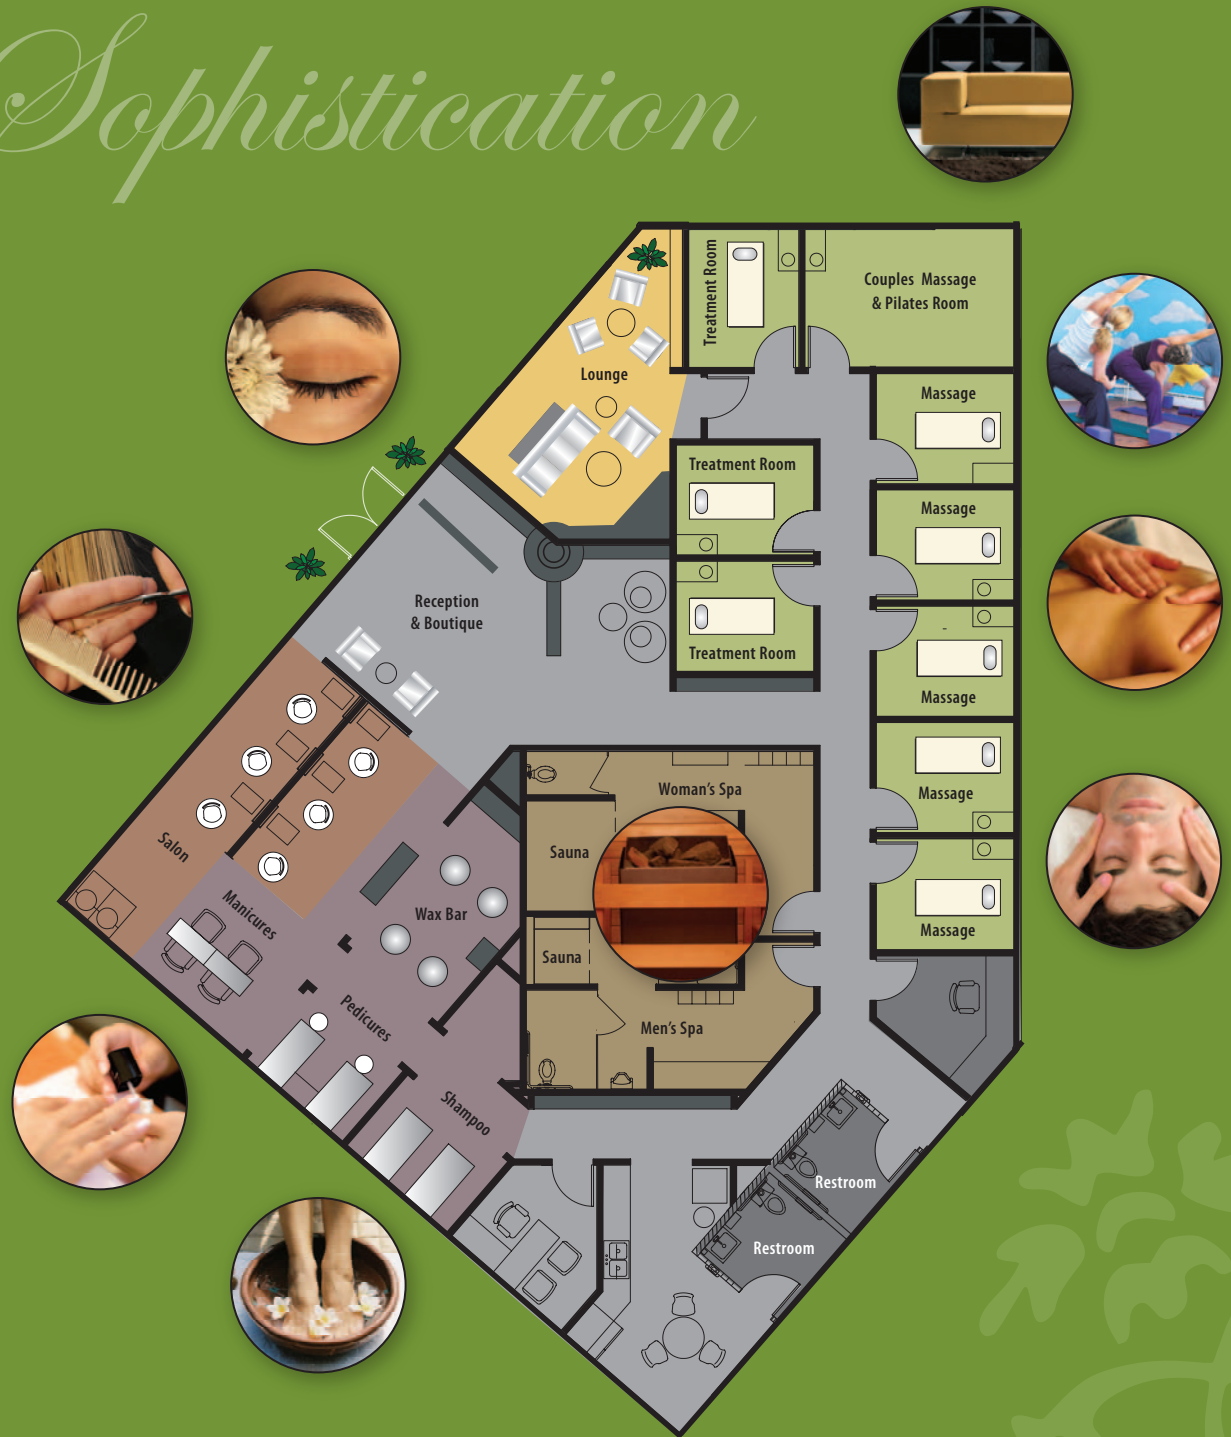 Sophistication
Treatment Room
Couples Massage
& Pilates Room
Lounge
Massage
Treatment Room
Massage
Reception
& Boutique
Treatment Room
Massage
Woman's Spa
Massage
Salon
Sauna
Manicures
Wax Bar
Massage
Sauna
Pedicures
Men's Spa
Shampoo
Restroom
Restroom